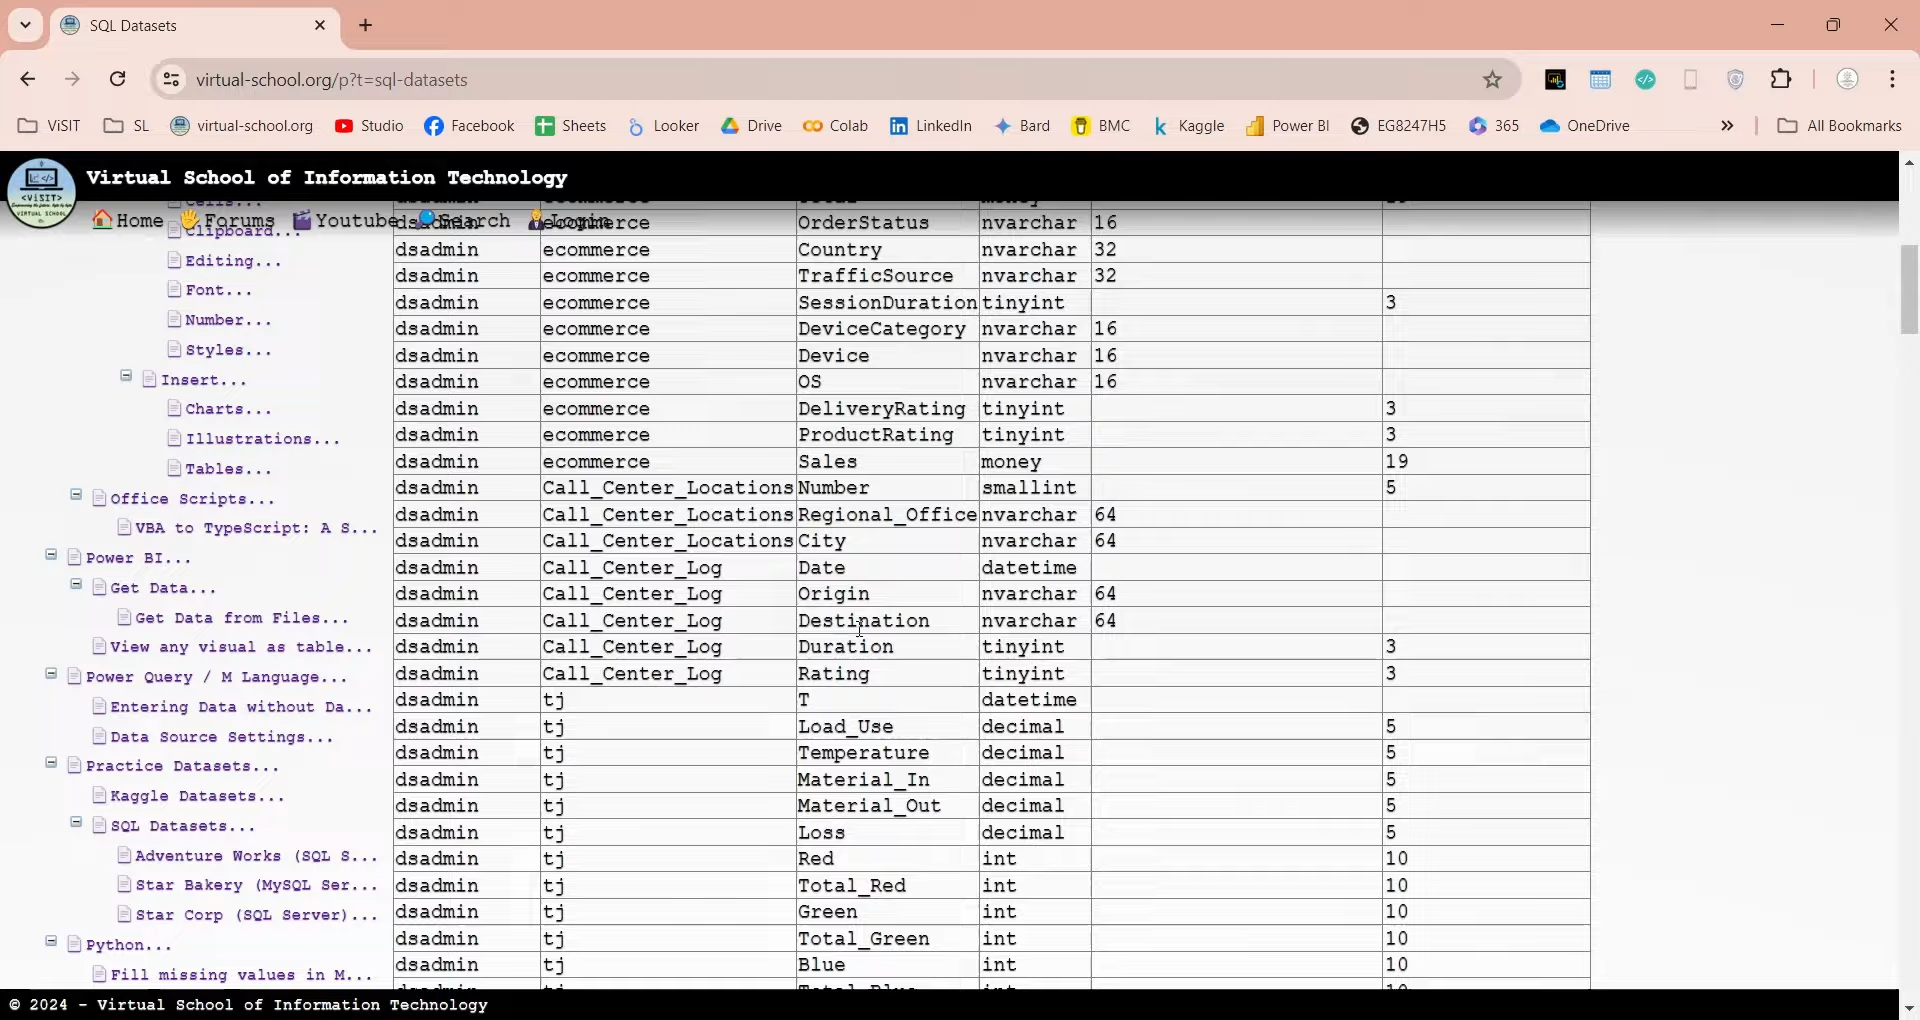 SQL Datasets
virtual-school.org/p?t=sql-datasets
ViSIT SL virtual-school.org Studio Facebook Sheets Looker Drive Colab LinkedIn Bard BMC Kaggle Power BI EG8247H5 365 OneDrive » All Bookmarks
Virtual School of Information Technology
<ViSIT>
VIRTUAL SCHOOL
Home Forums Youtube Search Login
Clipboard...
Editing...
Font...
Number...
Styles...
Insert...
Charts...
Illustrations...
Tables...
Office Scripts...
VBA to TypeScript: A S...
Power BI...
Get Data...
Get Data from Files...
View any visual as table...
Power Query / M Language...
Entering Data without Da...
Data Source Settings...
Practice Datasets...
Kaggle Datasets...
SQL Datasets...
Adventure Works (SQL S...
Star Bakery (MySQL Ser...
Star Corp (SQL Server)...
Python...
Fill missing values in M...
dsadmin ecommerce OrderStatus nvarchar 16
dsadmin ecommerce Country nvarchar 32
dsadmin ecommerce TrafficSource nvarchar 32
dsadmin ecommerce SessionDuration tinyint 3
dsadmin ecommerce DeviceCategory nvarchar 16
dsadmin ecommerce Device nvarchar 16
dsadmin ecommerce OS nvarchar 16
dsadmin ecommerce DeliveryRating tinyint 3
dsadmin ecommerce ProductRating tinyint 3
dsadmin ecommerce Sales money 19
dsadmin Call_Center_Locations Number smallint 5
dsadmin Call_Center_Locations Regional_Office nvarchar 64
dsadmin Call_Center_Locations City nvarchar 64
dsadmin Call_Center_Log Date datetime
dsadmin Call_Center_Log Origin nvarchar 64
dsadmin Call_Center_Log Destination nvarchar 64
dsadmin Call_Center_Log Duration tinyint 3
dsadmin Call_Center_Log Rating tinyint 3
dsadmin tj T datetime
dsadmin tj Load_Use decimal 5
dsadmin tj Temperature decimal 5
dsadmin tj Material_In decimal 5
dsadmin tj Material_Out decimal 5
dsadmin tj Loss decimal 5
dsadmin tj Red int 10
dsadmin tj Total_Red int 10
dsadmin tj Green int 10
dsadmin tj Total_Green int 10
dsadmin tj Blue int 10
© 2024 - Virtual School of Information Technology